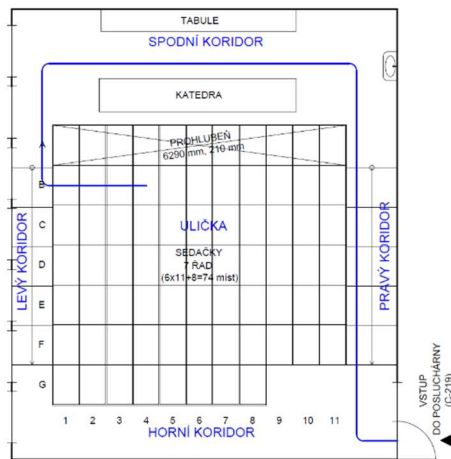 TABULE
SPODNÍ KORIDOR
KATEDRA
PROHLUBEŇ
6290 mm, 210 mm
B
C
D
E
F
G
LEVÝ KORIDOR
ULIČKA
SEDAČKY
7 ŘAD
(6x11+8=74 míst)
PRAVÝ KORIDOR
VSTUP
DO POSLUCHÁRNY
(C-219)
1 2 3 4 5 6 7 8 9 10 11
HORNÍ KORIDOR